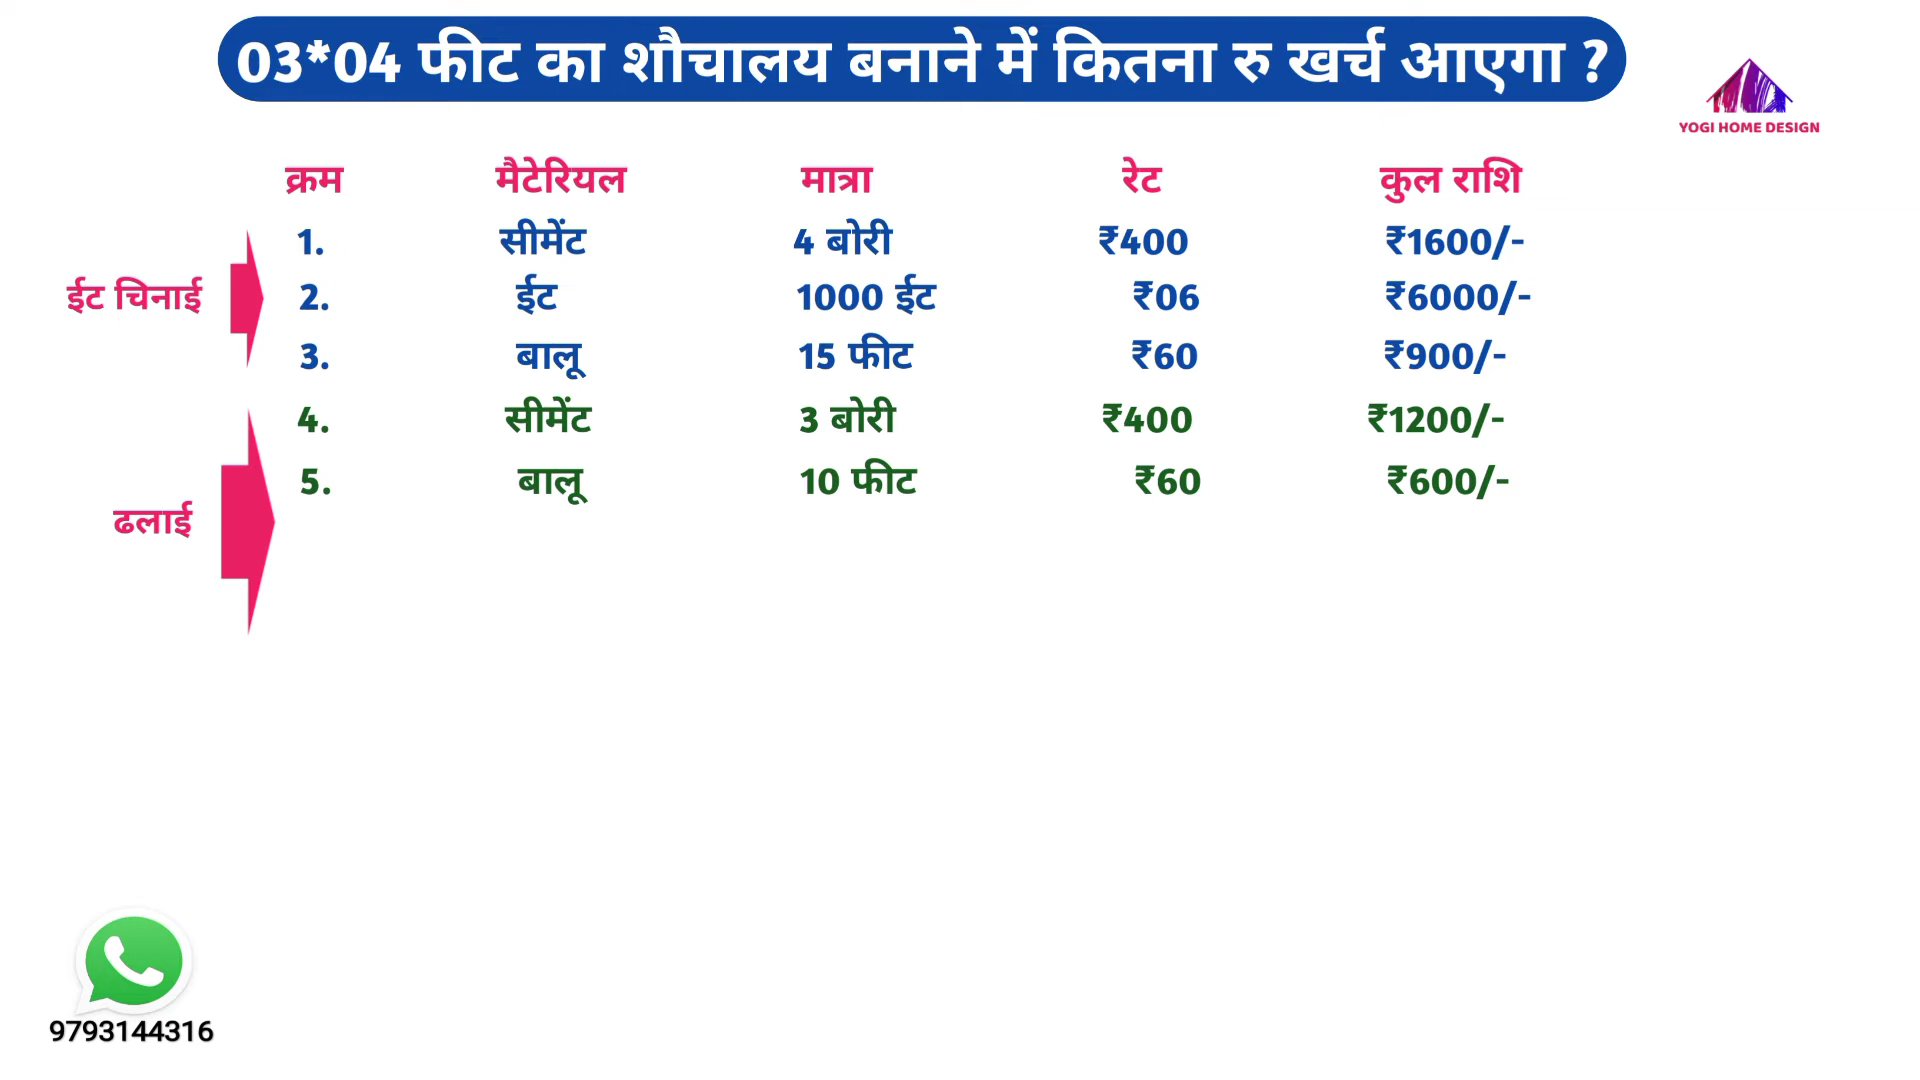 03*04 फीट का शौचालय बनाने में कितना रु खर्च आएगा ?
YOGI HOME DESIGN
क्रम मैटेरियल मात्रा रेट कुल राशि
1. सीमेंट 4 बोरी ₹400 ₹1600/-
ईट चिनाई 2. ईट 1000 ईट ₹06 ₹6000/-
3. बालू 15 फीट ₹60 ₹900/-
4. सीमेंट 3 बोरी ₹400 ₹1200/-
5. बालू 10 फीट ₹60 ₹600/-
ढलाई
9793144316